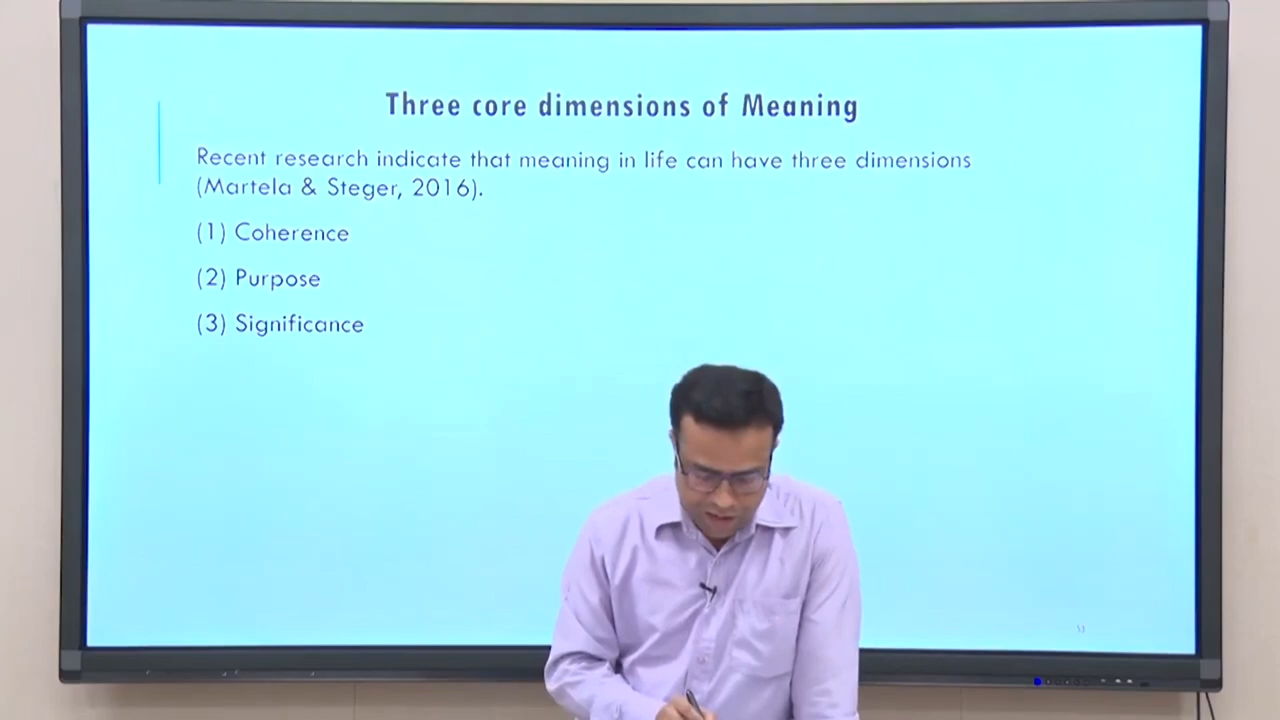 Three core dimensions of Meaning
Recent research indicate that meaning in life can have three dimensions
(Martela & Steger, 2016).
(1) Coherence
(2) Purpose
(3) Significance